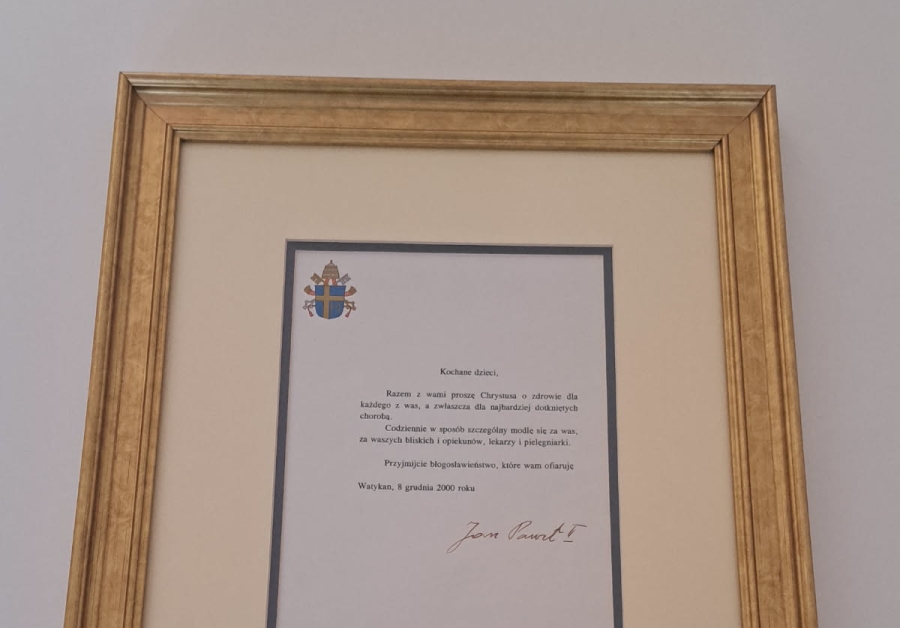 Kochane dzieci,
Razem z wami proszę Chrystusa o zdrowie dla
każdego z was, a zwłaszcza dla najbardziej dotkniętych
chorobą.
Codziennie w sposób szczególny modlę się za was,
za waszych bliskich i opiekunów, lekarzy i pielęgniarki.
Przyjmijcie błogosławieństwo, które wam ofiaruję
Watykan, 8 grudnia 2000 roku
Jan Paweł II